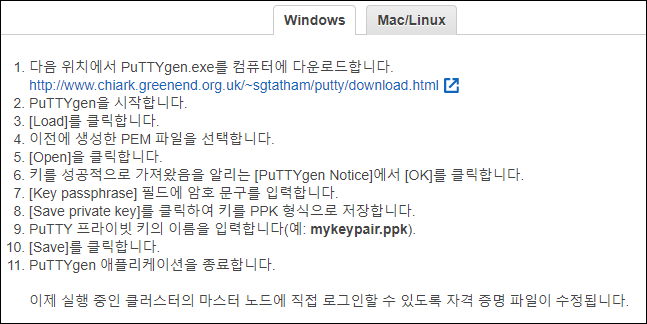 Windows
Mac/Linux
1. 다음 위치에서 PuTTYgen.exe를 컴퓨터에 다운로드합니다.
http://www.chiark.greenend.org.uk/~sgtatham/putty/download.html
2. PuTTYgen을 시작합니다.
3. [Load]를 클릭합니다.
4. 이전에 생성한 PEM 파일을 선택합니다.
5. [Open]을 클릭합니다.
6. 키를 성공적으로 가져왔음을 알리는 [PuTTYgen Notice]에서 [OK]를 클릭합니다.
7. [Key passphrase] 필드에 암호 문구를 입력합니다.
8. [Save private key]를 클릭하여 키를 PPK 형식으로 저장합니다.
9. PuTTY 프라이빗 키의 이름을 입력합니다(예: mykeypair.ppk).
10. [Save]를 클릭합니다.
11. PuTTYgen 애플리케이션을 종료합니다.
이제 실행 중인 클러스터의 마스터 노드에 직접 로그인할 수 있도록 자격 증명 파일이 수정됩니다.